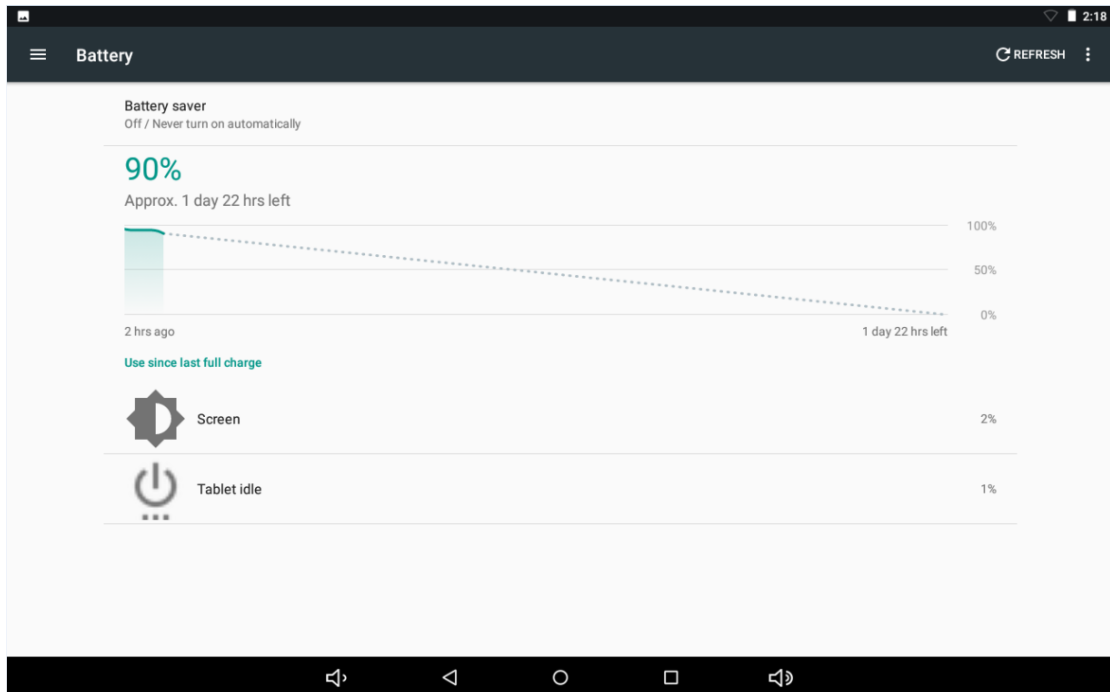 2:18
Battery
REFRESH
Battery saver
Off / Never turn on automatically
90%
Approx. 1 day 22 hrs left
100%
50%
0%
2 hrs ago
1 day 22 hrs left
Use since last full charge
Screen
2%
Tablet idle
1%